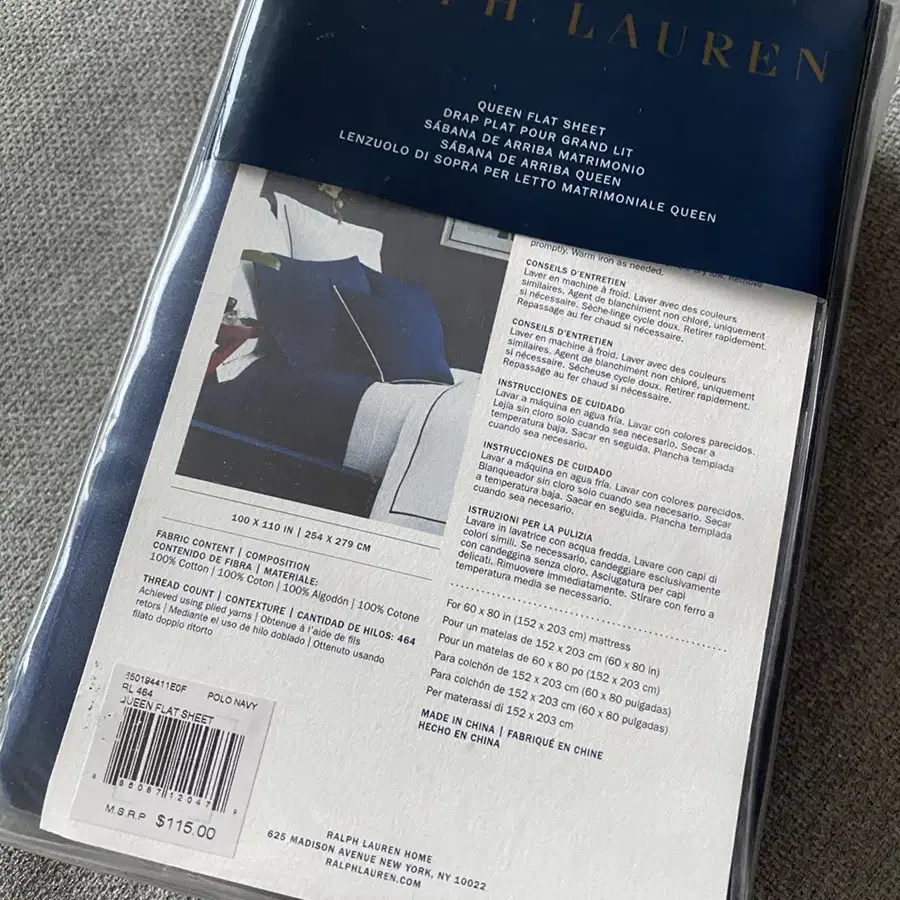 LAUREN
QUEEN FLAT SHEET
DRAP PLAT POUR GRAND LIT
SÁBANA DE ARRIBA MATRIMONIO
SÁBANA DE ARRIBA QUEEN
LENZUOLO DI SOPRA PER LETTO MATRIMONIALE QUEEN
promptly. Warm iron as needed.
CONSEILS D'ENTRETIEN
Laver en machine à froid. Laver avec des couleurs
similaires. Agent de blanchiment non chloré, uniquement
si nécessaire. Sèche-linge cycle doux. Retirer rapidement.
Repassage au fer chaud si nécessaire.
CONSEILS D'ENTRETIEN
Laver en machine à froid. Laver avec des couleurs
similaires. Agent de blanchiment non chloré, uniquement
si nécessaire. Sécheuse cycle doux. Retirer rapidement.
Repassage au fer chaud si nécessaire.
INSTRUCCIONES DE CUIDADO
Lavar a máquina en agua fría. Lavar con colores parecidos.
Lejía sin cloro solo cuando sea necesario. Secar a
temperatura baja. Sacar en seguida. Plancha templada
cuando sea necesario.
INSTRUCCIONES DE CUIDADO
Lavar a máquina en agua fría. Lavar con colores parecidos.
Blanqueador sin cloro solo cuando sea necesario. Secar
a temperatura baja. Sacar en seguida. Plancha templada
cuando sea necesario.
ISTRUZIONI PER LA PULIZIA
Lavare in lavatrice con acqua fredda. Lavare con capi di
colori simili. Se necessario, candeggiare esclusivamente
con candeggina senza cloro. Asciugatura per capi
delicati. Rimuovere immediatamente. Stirare con ferro a
temperatura media se necessario.
100 X 110 IN | 254 X 279 CM
FABRIC CONTENT | COMPOSITION
CONTENIDO DE FIBRA | MATERIALE:
100% Cotton | 100% Coton | 100% Algodón | 100% Cotone
THREAD COUNT | CONTEXTURE | CANTIDAD DE HILOS: 464
Achieved using plied yarns | Obtenue à l'aide de fils
retors | Mediante el uso de hilo doblado | Ottenuto usando
filato doppio ritorto
For 60 x 80 in (152 x 203 cm) mattress
Pour un matelas de 152 x 203 cm (60 x 80 in)
Pour un matelas de 60 x 80 po (152 x 203 cm)
Para colchón de 152 x 203 cm (60 x 80 pulgadas)
Para colchón de 152 x 203 cm (60 x 80 pulgadas)
Per materassi di 152 x 203 cm
MADE IN CHINA | FABRIQUÉ EN CHINE
HECHO EN CHINA
650194411E0F POLO NAVY
RL 464
QUEEN FLAT SHEET
6 86087 12047 9
M.S.R.P $115.00
RALPH LAUREN HOME
625 MADISON AVENUE NEW YORK, NY 10022
RALPHLAUREN.COM